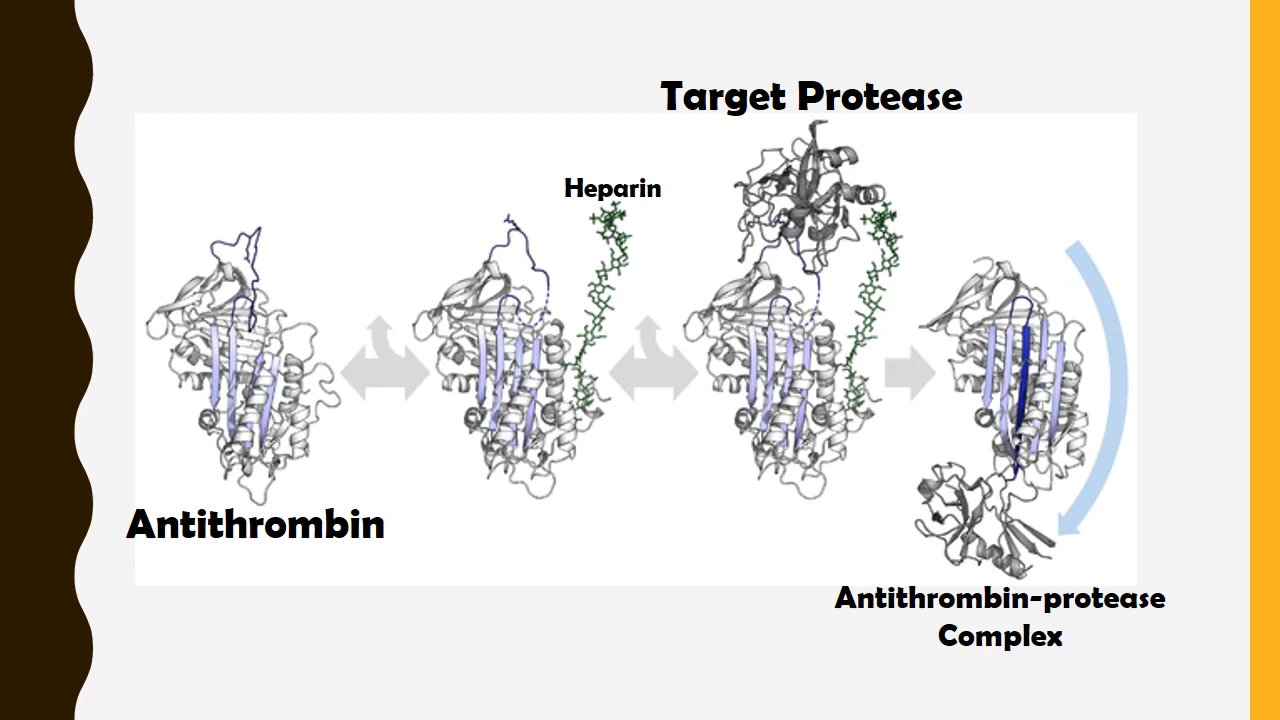 Target Protease
Heparin
Antithrombin
Antithrombin-protease
Complex